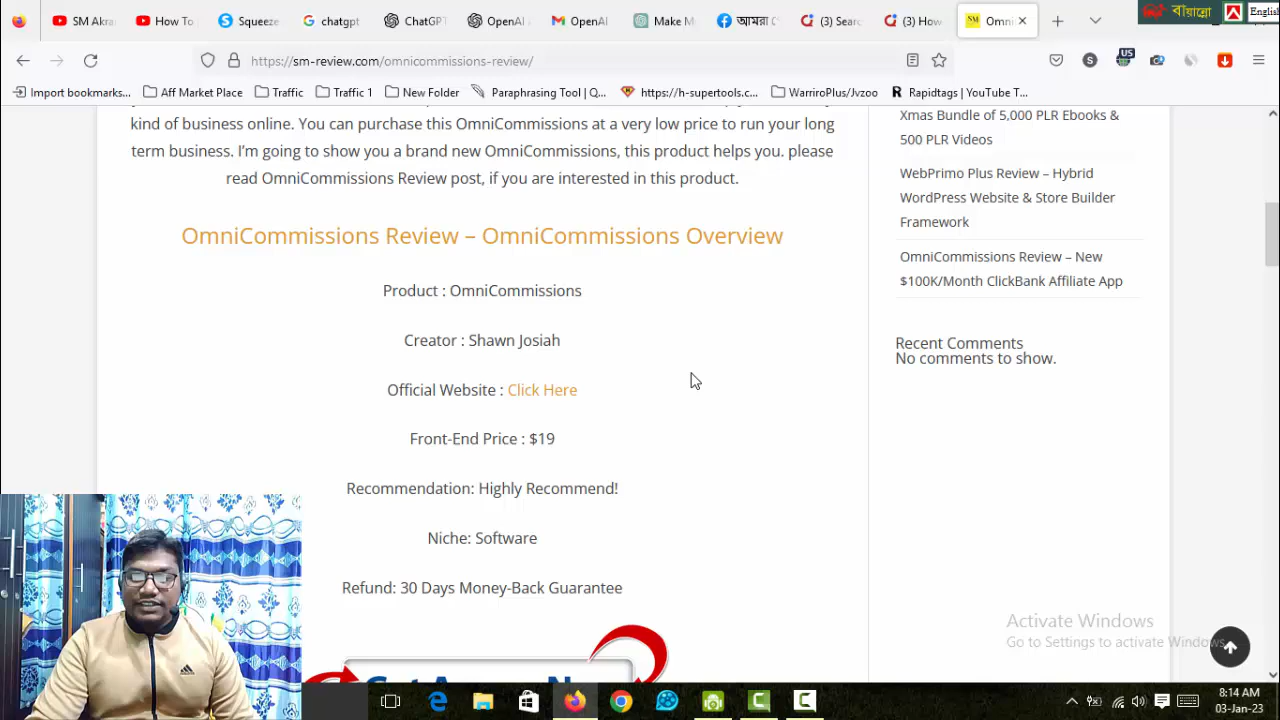 SM Akra
How To
Squeeze
chatgpt
ChatGP
OpenAI
OpenAI
Make M
আমরা
(3) Searc
(3) How
SM
Omni
বায়ান্নো
English
https://sm-review.com/omnicommissions-review/
US
S
Import bookmarks...
Aff Market Place
Traffic
Traffic 1
New Folder
Paraphrasing Tool | Q...
https://h-supertools.c...
WarriroPlus/Jvzoo
R
Rapidtags | YouTube T...
kind of business online. You can purchase this OmniCommissions at a very low price to run your long
term business. I'm going to show you a brand new OmniCommissions, this product helps you. please
read OmniCommissions Review post, if you are interested in this product.
OmniCommissions Review – OmniCommissions Overview
Product : OmniCommissions
Creator : Shawn Josiah
Official Website : Click Here
Front-End Price : $19
Recommendation: Highly Recommend!
Niche: Software
Refund: 30 Days Money-Back Guarantee
Xmas Bundle of 5,000 PLR Ebooks &
500 PLR Videos
WebPrimo Plus Review – Hybrid
WordPress Website & Store Builder
Framework
OmniCommissions Review – New
$100K/Month ClickBank Affiliate App
Recent Comments
No comments to show.
Activate Windows
Go to Settings to activate Windows.
8:14 AM
03-Jan-23